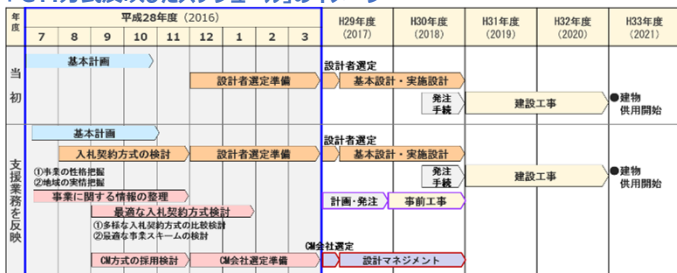 年度
平成28年度（2016）
H29年度
（2017）
H30年度
（2018）
H31年度
（2019）
H32年度
（2020）
H33年度
（2021）
7 8 9 10 11 12 1 2 3
当初
基本計画
設計者選定準備
設計者選定
基本設計・実施設計
発注
手続
建設工事
●建物
供用開始
支援業務を反映
基本計画
入札契約方式の検討
設計者選定準備
設計者選定
基本設計・実施設計
①事業の性格把握
②地域の実情把握
発注
手続
建設工事
●建物
供用開始
事業に関する情報の整理
計画・発注
事前工事
最適な入札契約方式検討
①多様な入札契約方式の比較検討
②最適な事業スキームの検討
CM会社選定
CM方式の採用検討
CM会社選定準備
設計マネジメント